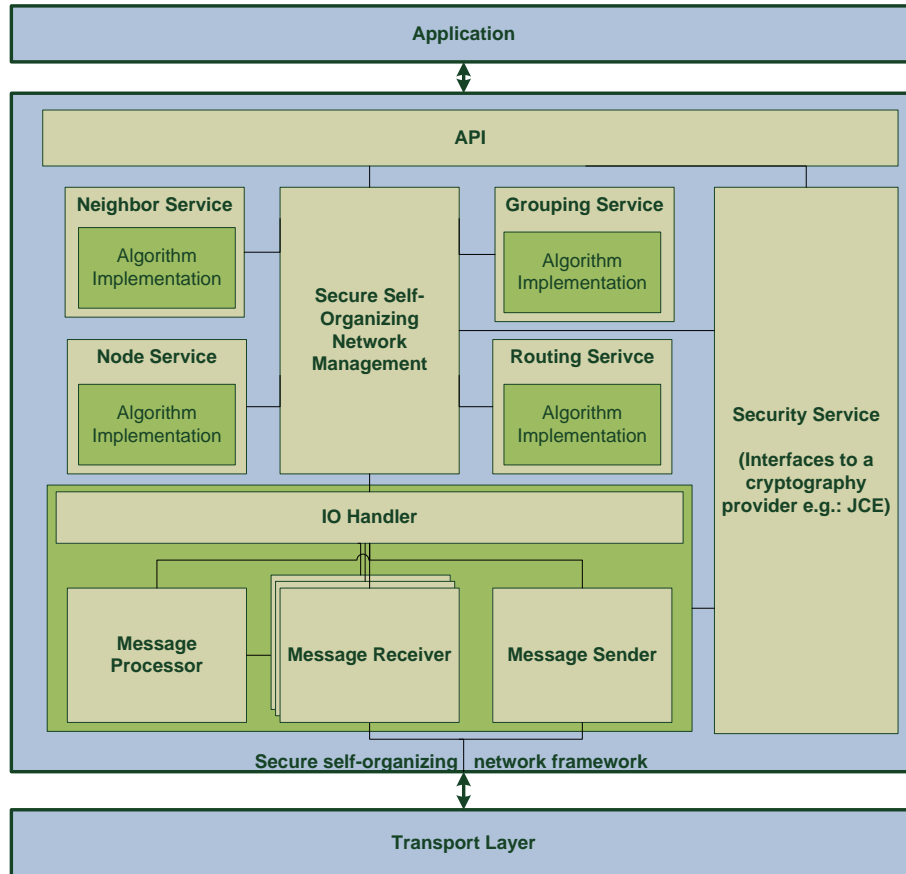 Application
API
Neighbor Service
Algorithm
Implementation
Grouping Service
Algorithm
Implementation
Secure Self-
Organizing
Network
Management
Node Service
Algorithm
Implementation
Routing Serivce
Algorithm
Implementation
Security Service
(Interfaces to a
cryptography
provider e.g.: JCE)
IO Handler
Message
Processor
Message Receiver
Message Sender
Secure self-organizing network framework
Transport Layer